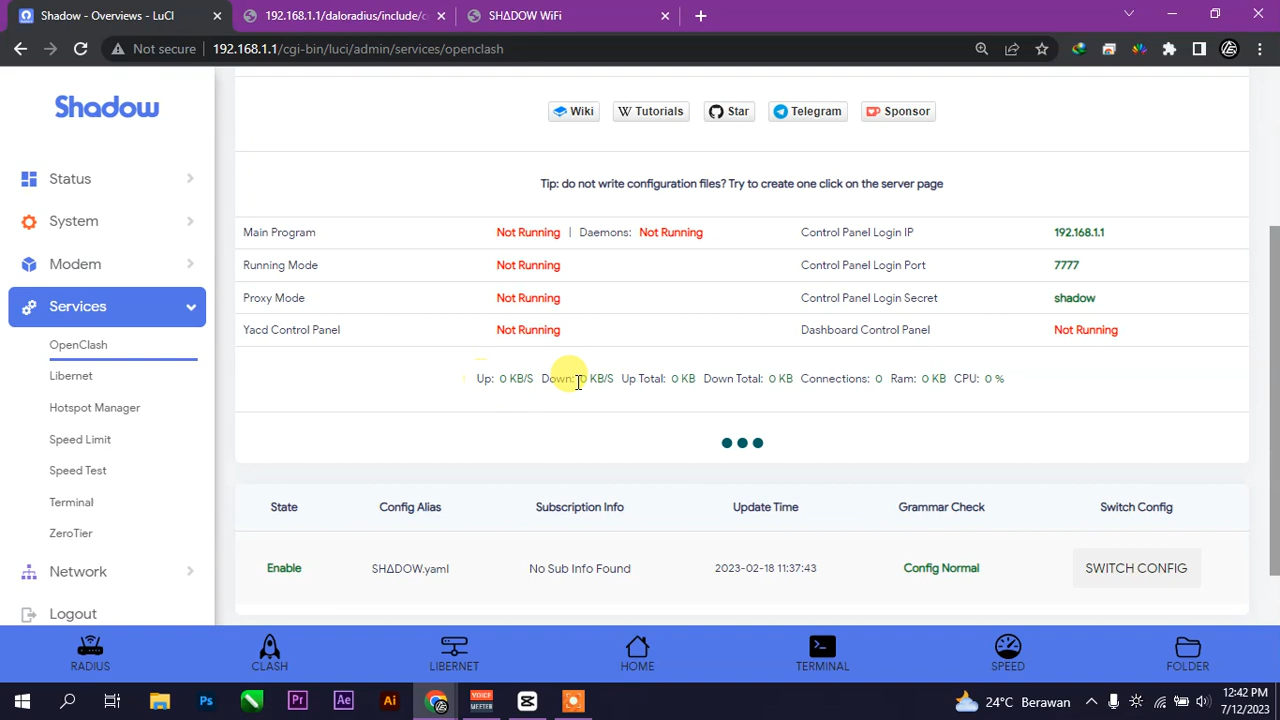 Shadow - Overviews - LuCI
192.168.1.1/daloradius/include/c
SHΔDOW WiFi
Not secure
192.168.1.1/cgi-bin/luci/admin/services/openclash
Shadow
Status
System
Modem
Services
OpenClash
Libernet
Hotspot Manager
Speed Limit
Speed Test
Terminal
ZeroTier
Network
Logout
Wiki
Tutorials
Star
Telegram
Sponsor
Tip: do not write configuration files? Try to create one click on the server page
Main Program Not Running | Daemons: Not Running Control Panel Login IP 192.168.1.1
Running Mode Not Running Control Panel Login Port 7777
Proxy Mode Not Running Control Panel Login Secret shadow
Yacd Control Panel Not Running Dashboard Control Panel Not Running
Up: 0 KB/S Down: 0 KB/S Up Total: 0 KB Down Total: 0 KB Connections: 0 Ram: 0 KB CPU: 0 %
State Config Alias Subscription Info Update Time Grammar Check Switch Config
Enable SHΔDOW.yaml No Sub Info Found 2023-02-18 11:37:43 Config Normal SWITCH CONFIG
RADIUS CLASH LIBERNET HOME TERMINAL SPEED FOLDER
Ps
Pr
Ae
Ai
VOICE
MEETER
24°C Berawan
12:42 PM
7/12/2023